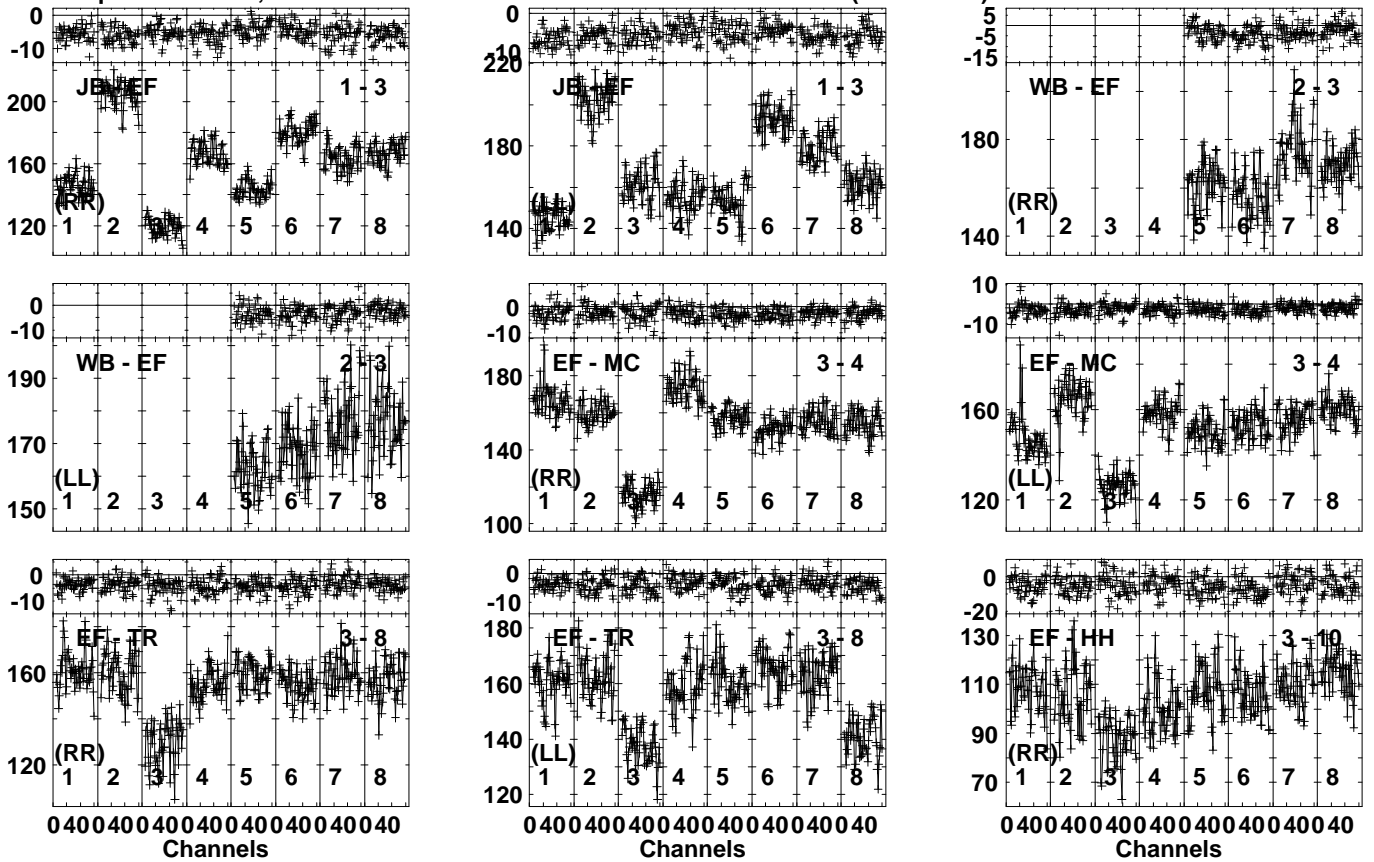 0
-10
JB - EF 1 - 3
200
160
120
(RR)
1 2 3 4 5 6 7 8
0
-10
220
JB - EF 1 - 3
180
140
(LL)
1 2 3 4 5 6 7 8
5
-5
-15
WB - EF 2 - 3
180
140
(RR)
1 2 3 4 5 6 7 8
0
-10
WB - EF 2 - 3
190
170
150
(LL)
1 2 3 4 5 6 7 8
0
-10
EF - MC 3 - 4
180
140
100
(RR)
1 2 3 4 5 6 7 8
10
-10
EF - MC 3 - 4
160
120
(LL)
1 2 3 4 5 6 7 8
0
-10
EF - TR 3 - 8
160
120
(RR)
1 2 3 4 5 6 7 8
0 40 0 40 0 40 0 40 0 40 0 40 0 40 0 40
Channels
0
-10
EF - TR 3 - 8
180
160
140
120
(LL)
1 2 3 4 5 6 7 8
0 40 0 40 0 40 0 40 0 40 0 40 0 40 0 40
Channels
0
-20
EF - HH 3 - 10
130
110
90
70
(RR)
1 2 3 4 5 6 7 8
0 40 0 40 0 40 0 40 0 40 0 40 0 40 0 40
Channels